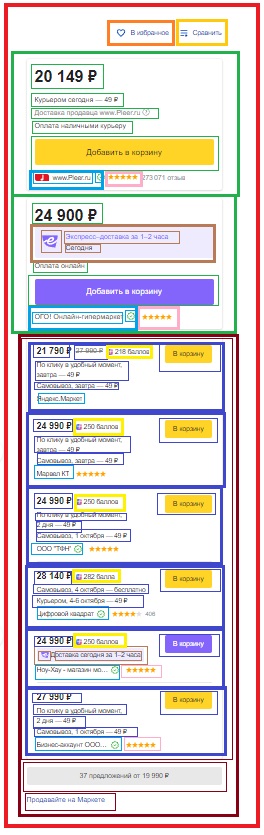 В избранное
Сравнить
20 149 ₽
Курьером сегодня — 49 ₽
Доставка продавца www.Pleer.ru
Оплата наличными курьеру
Добавить в корзину
www.Pleer.ru ★★★★★ 273 071 отзыв
24 900 ₽
Экспресс-доставка за 1–2 часа
Сегодня
Оплата онлайн
Добавить в корзину
ОГО! Онлайн-гипермаркет ★★★★★
21 790 ₽ 27 990 ₽ 218 баллов
В корзину
По клику в удобный момент,
завтра — 49 ₽
Самовывоз, завтра — 49 ₽
Яндекс.Маркет
24 990 ₽ 250 баллов
В корзину
По клику в удобный момент,
завтра — 49 ₽
Самовывоз, завтра — 49 ₽
Марвел КТ ★★★★★
24 990 ₽ 250 баллов
В корзину
По клику в удобный момент,
2 дня — 49 ₽
Самовывоз, 1 октября — 49 ₽
ООО "ТФН" ★★★★★
28 140 ₽ 282 балла
В корзину
Самовывоз, 4 октября — бесплатно
Курьером, 4-6 октября — 49 ₽
Цифровой квадрат ★★★★★ 408
24 990 ₽ 250 баллов
В корзину
Доставка сегодня за 1–2 часа
Ноу-Хау - магазин мо... ★★★★★
27 990 ₽
В корзину
По клику в удобный момент,
2 дня — 49 ₽
Самовывоз, 1 октября — 49 ₽
Бизнес-аккаунт ООО... ★★★★★
37 предложений от 19 990 ₽
Продавайте на Маркете